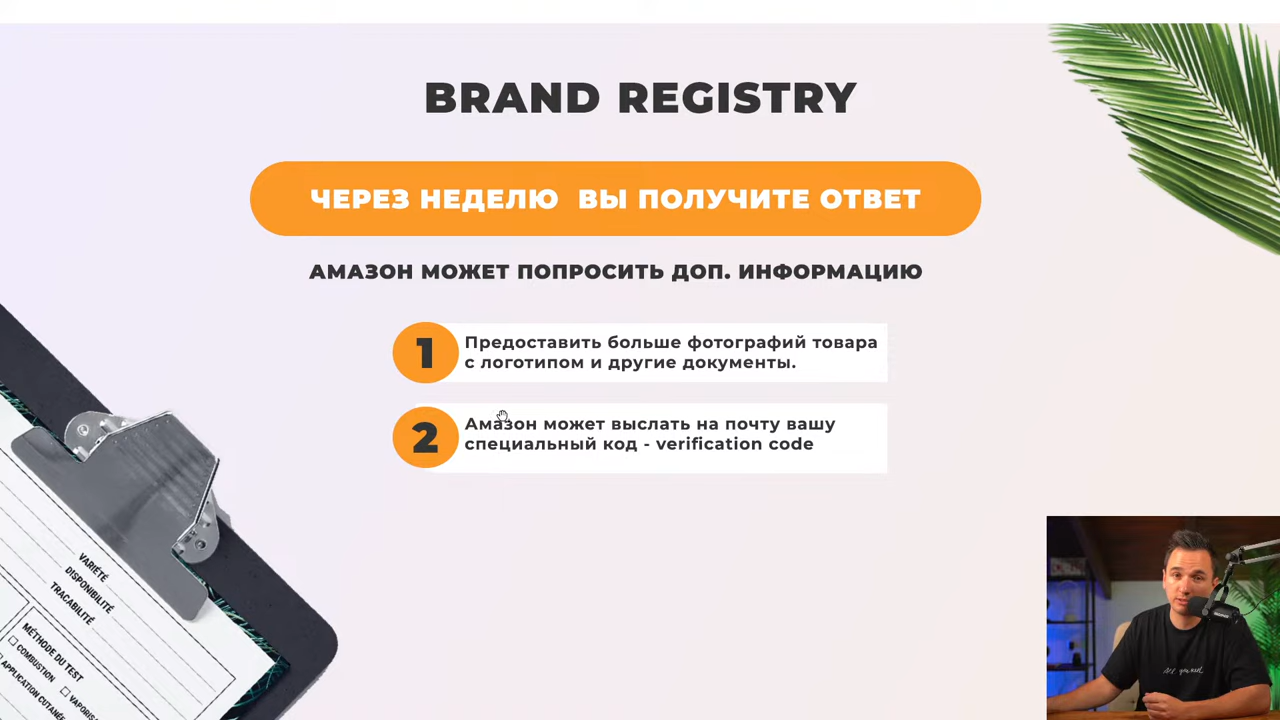 BRAND REGISTRY
ЧЕРЕЗ НЕДЕЛЮ ВЫ ПОЛУЧИТЕ ОТВЕТ
АМАЗОН МОЖЕТ ПОПРОСИТЬ ДОП. ИНФОРМАЦИЮ
1
Предоставить больше фотографий товара
с логотипом и другие документы.
2
Амазон может выслать на почту вашу
специальный код - verification code
VARIÉTÉ
DISPONIBILITÉ
TRACABILITÉ
MÉTHODE DU TEST
COMBUSTION
APPLICATION